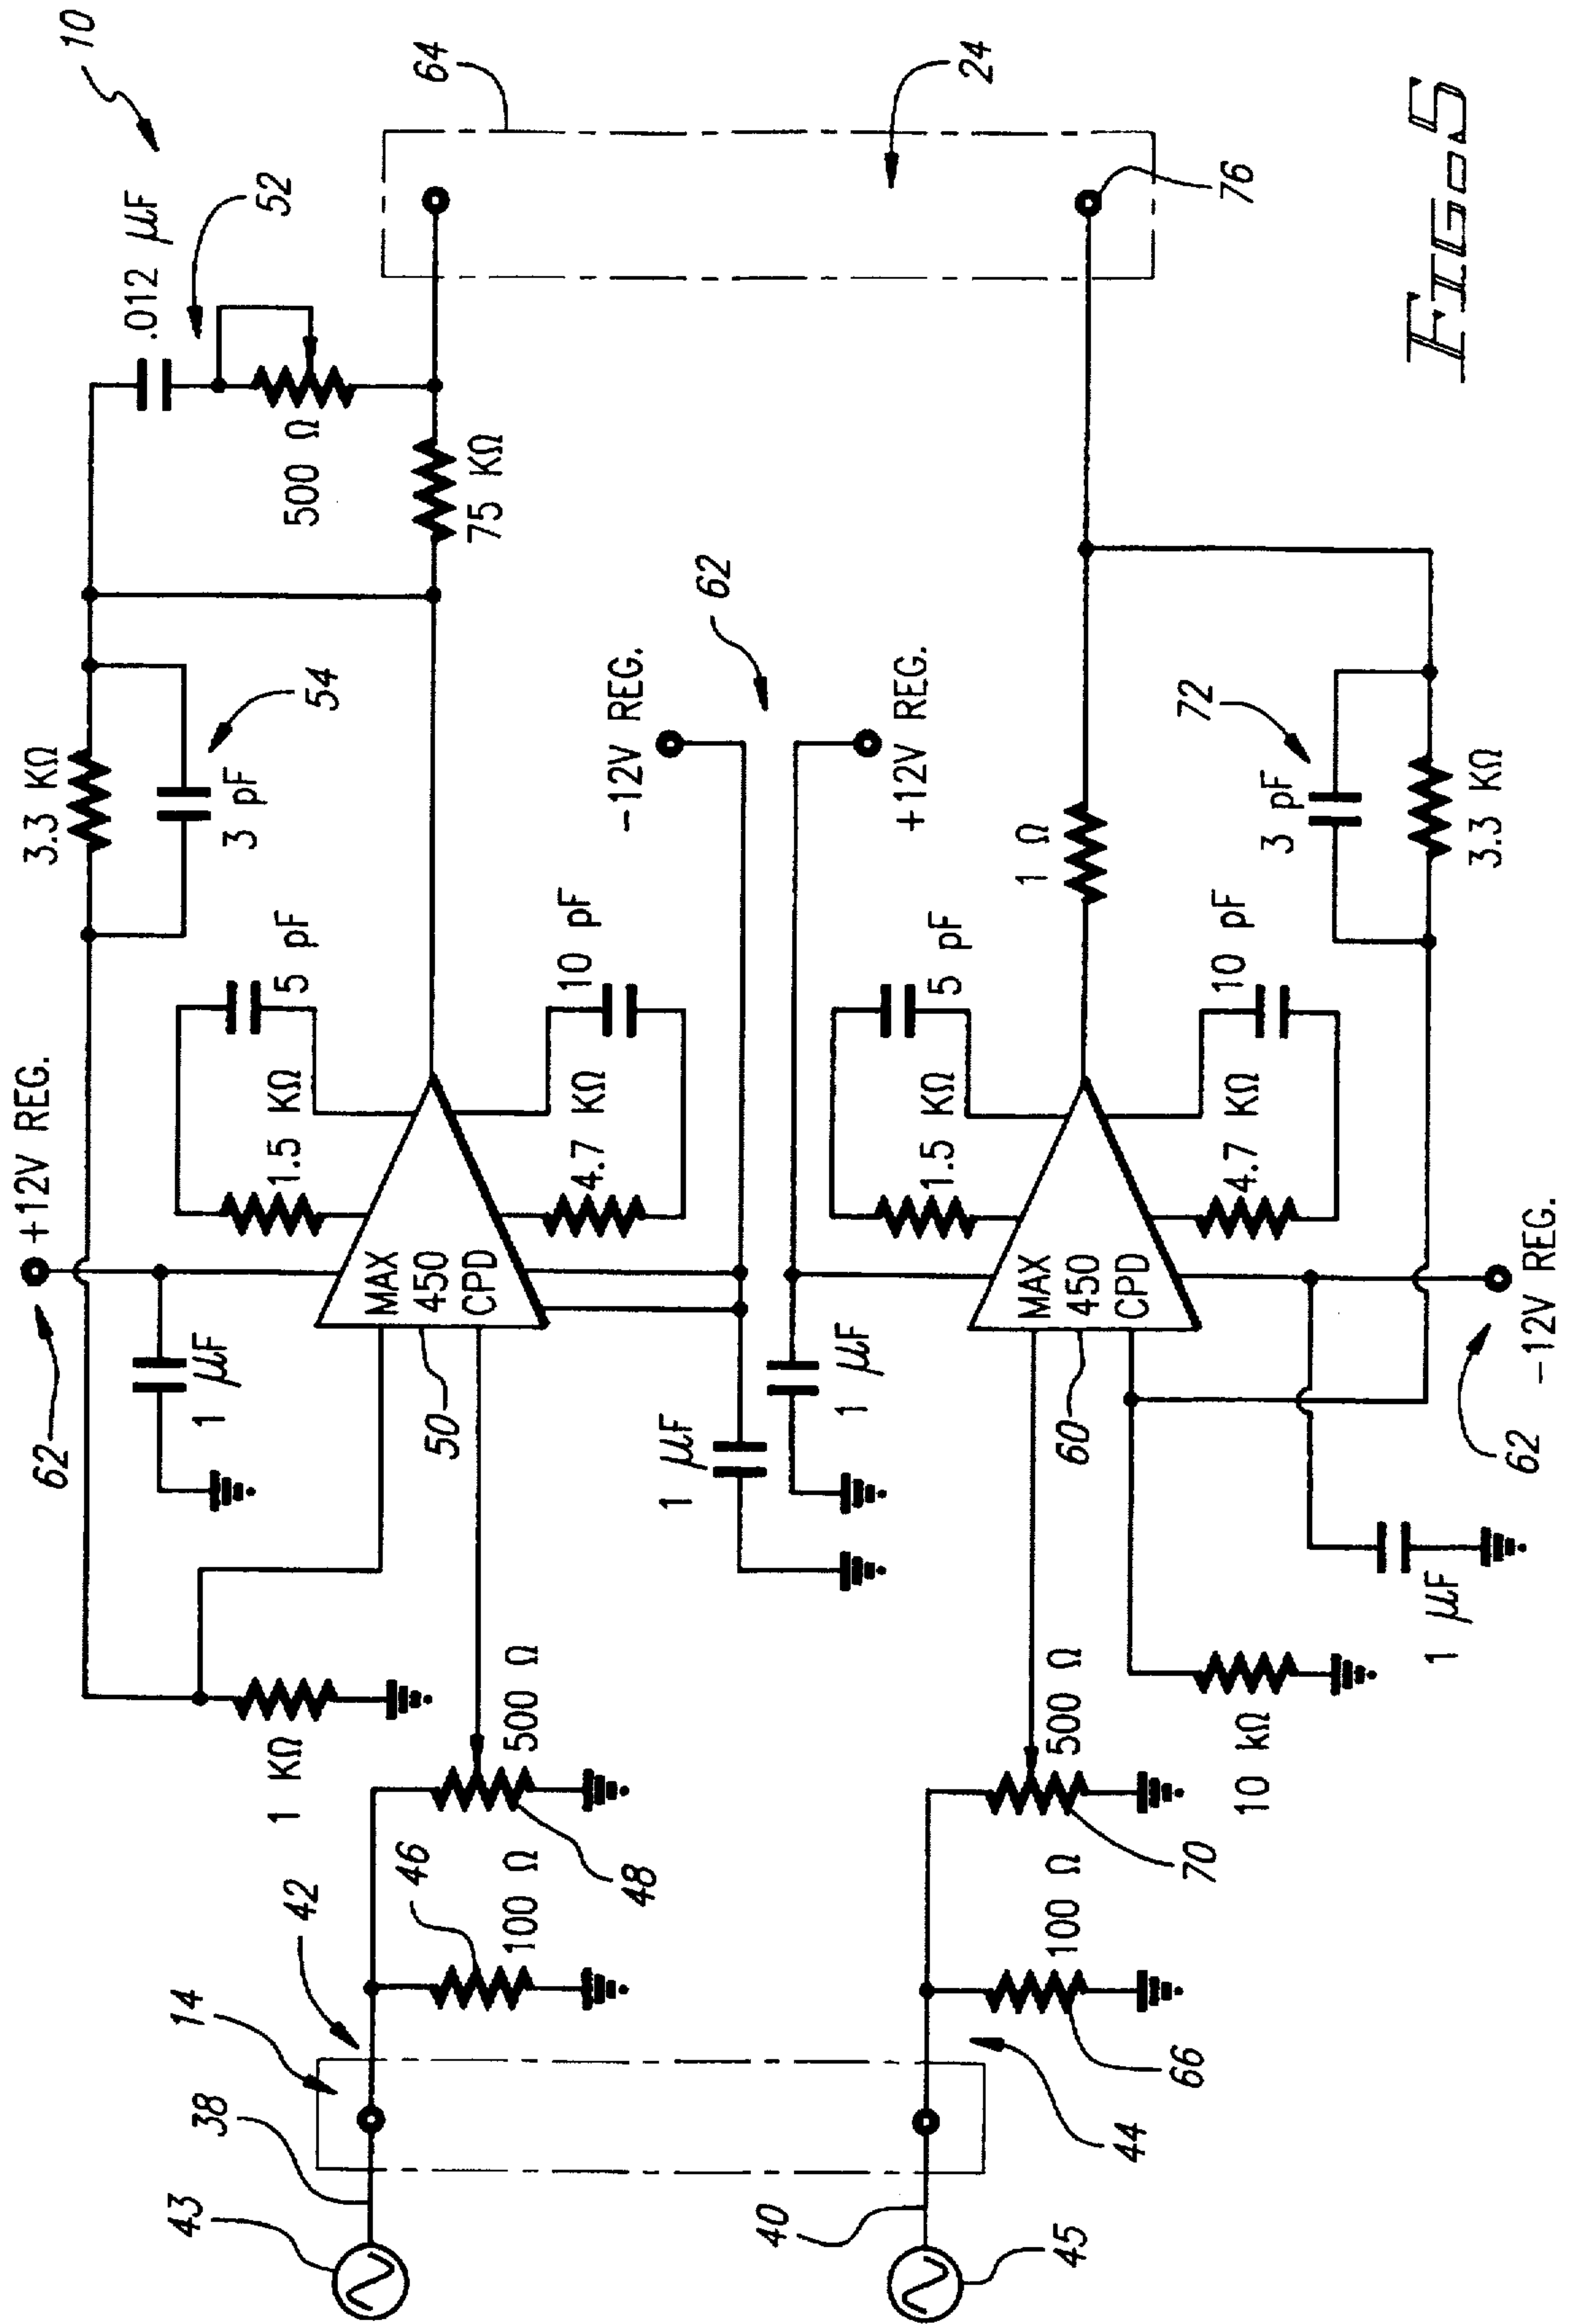 10
+12V REG.
62
3.3 KΩ
3 pF
54
.012 µF
52
500 Ω
75 KΩ
64
24
76
1 µF
1.5 KΩ
5 pF
MAX
450
CPD
50
4.7 KΩ
10 pF
-12V REG.
62
+12V REG.
1 µF
1 µF
1 KΩ
500 Ω
48
46
100 Ω
42
14
38
43
1.5 KΩ
5 pF
1 Ω
MAX
450
CPD
60
4.7 KΩ
10 pF
3 pF
72
3.3 KΩ
-12V REG.
62
1 µF
10 kΩ
500 Ω
70
100 Ω
66
44
40
45
FIG.5